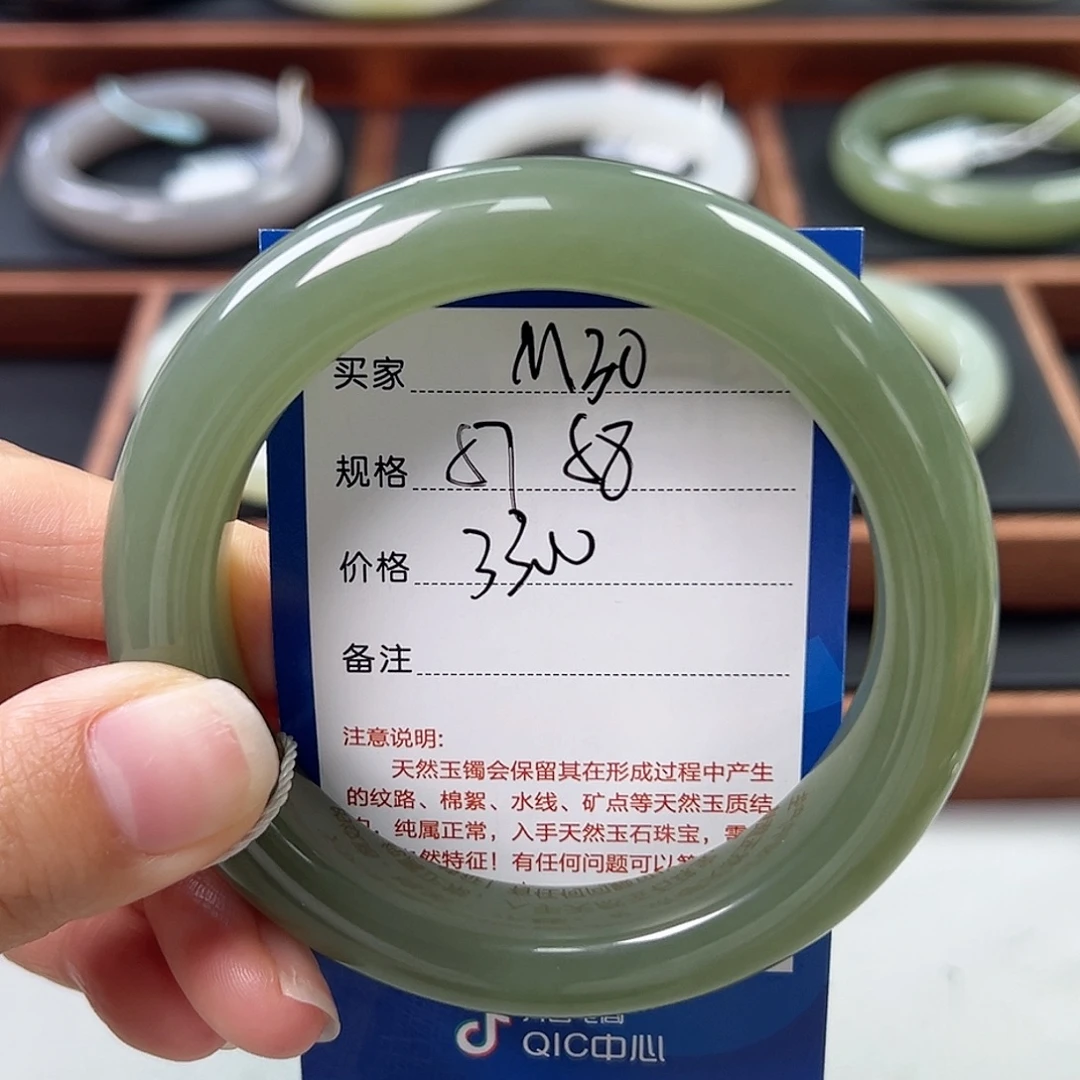 买家 M30
规格 57 58
价格 3300
备注
注意说明:
天然玉镯会保留其在形成过程中产生
的纹路、棉絮、水线、矿点等天然玉质结
纯属正常，入手天然玉石珠宝，
然特征！有任何问题可以
QIC中心